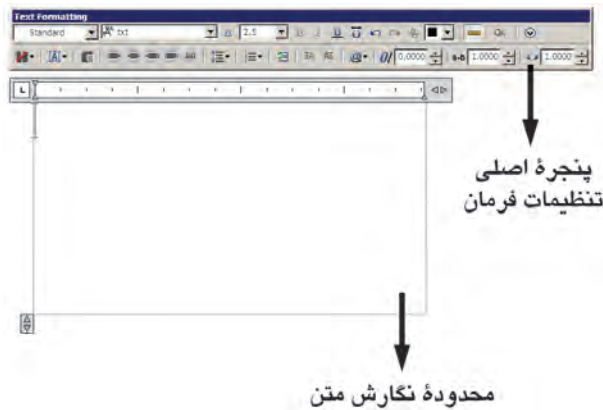 Text Formatting
Standard txt 2.5
0.0000 1.0000 1.0000
پنجرهٔ اصلی
تنظیمات فرمان
محدودهٔ نگارش متن